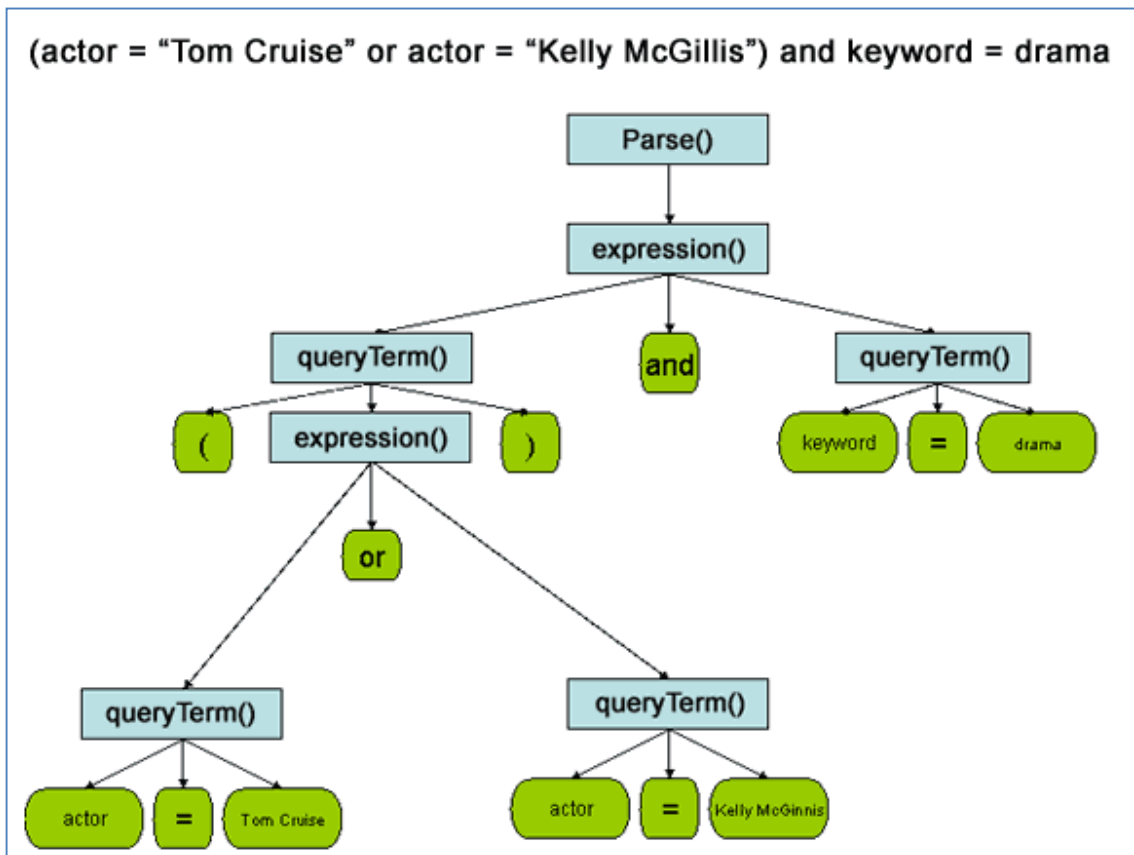 (actor = “Tom Cruise” or actor = “Kelly McGillis”) and keyword = drama
Parse()
expression()
queryTerm()
and
queryTerm()
(
expression()
)
keyword
=
drama
or
queryTerm()
queryTerm()
actor
=
Tom Cruise
actor
=
Kelly McGinnis